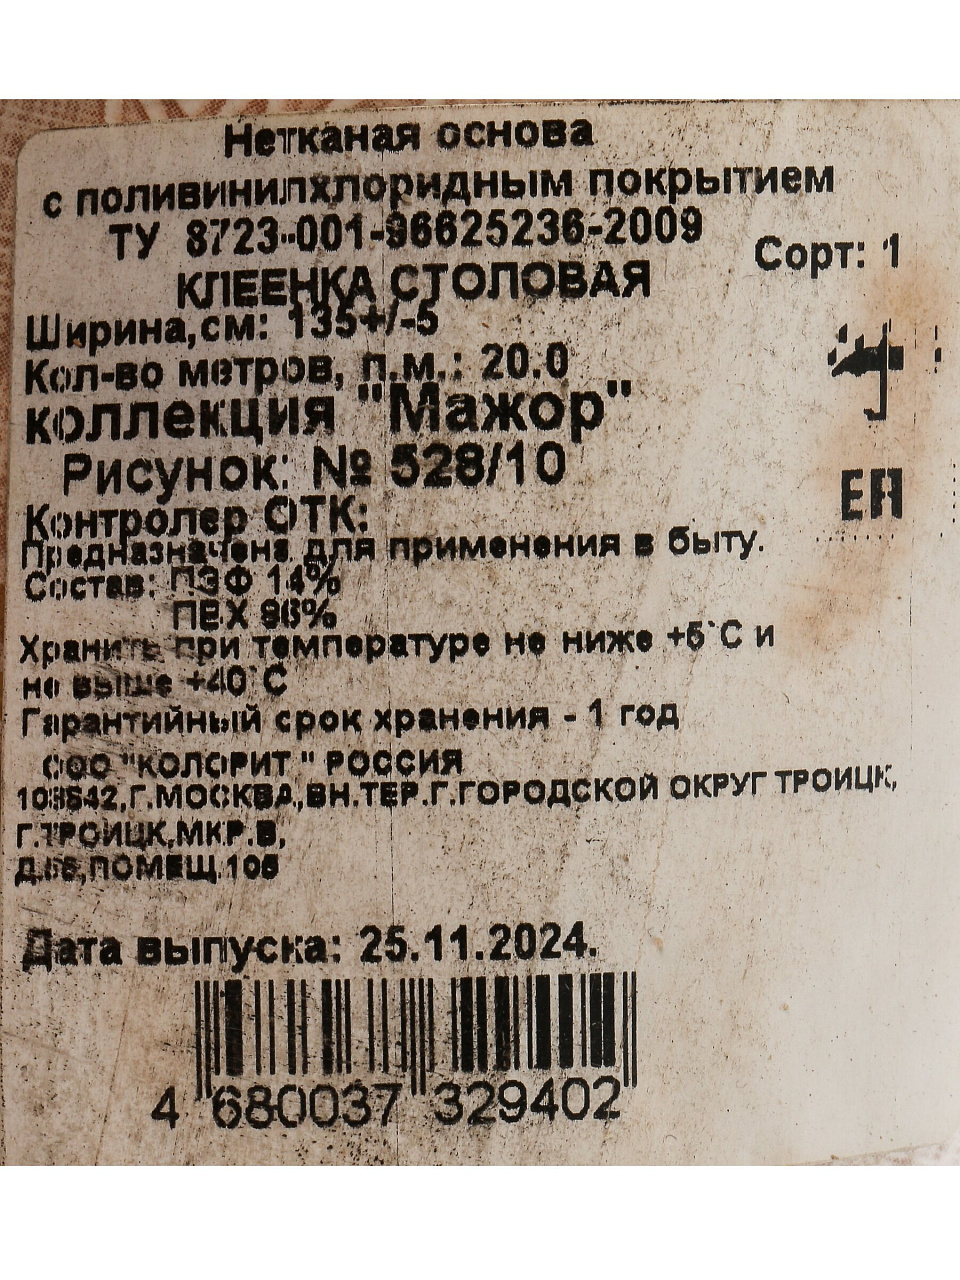 Нетканая основа
с поливинилхлоридным покрытием
ТУ 8723-001-96625236-2009
Сорт: 1
КЛЕЕНКА СТОЛОВАЯ
Ширина,см: 135+/-5
Кол-во метров, п.м.: 20.0
коллекция "Мажор"
Рисунок: № 528/10
EAC
Контролер ОТК:
Предназначена для применения в быту.
Состав: ПЭФ 14%
ПВХ 86%
Хранить при температуре не ниже +5`С и
не выше +40`С
Гарантийный срок хранения - 1 год
ООО "КОЛОРИТ " РОССИЯ
Г.МОСКВА,ВН.ТЕР.Г.ГОРОДСКОЙ ОКРУГ ТРОИЦК,
Г.ТРОИЦК,МКР.В,
ПОМЕЩ.105
Дата выпуска: 25.11.2024.
4 680037 329402